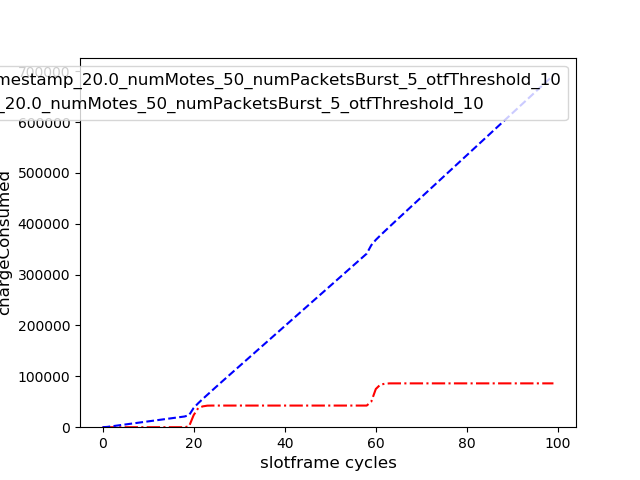 700000
mestamp_20.0_numMotes_50_numPacketsBurst_5_otfThreshold_10
_20.0_numMotes_50_numPacketsBurst_5_otfThreshold_10
600000
500000
400000
300000
200000
100000
0
chargeConsumed
0 20 40 60 80 100
slotframe cycles